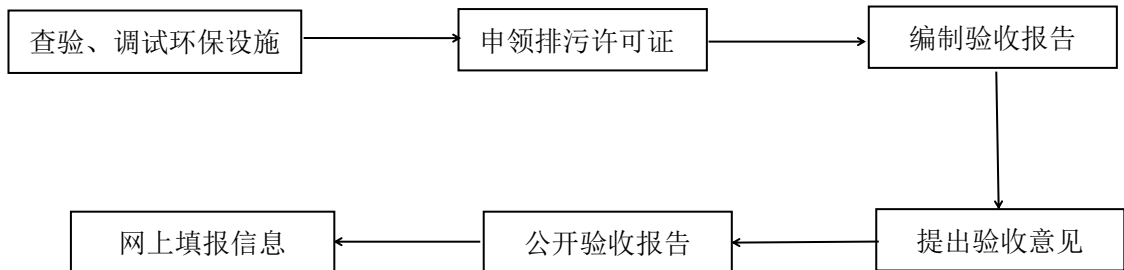 查验、调试环保设施
申领排污许可证
编制验收报告
提出验收意见
公开验收报告
网上填报信息